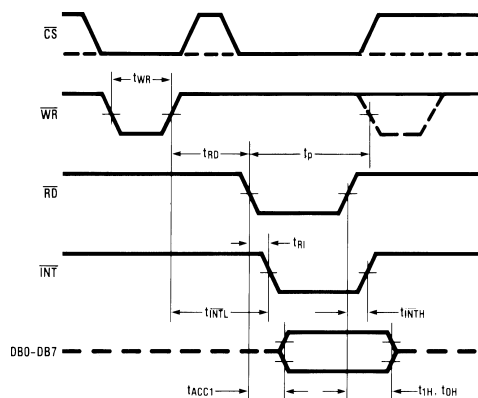 CS
WR
tWR
tRD
tp
RD
tRI
INT
tINTL
tINTH
DB0-DB7
tACC1
t1H, t0H